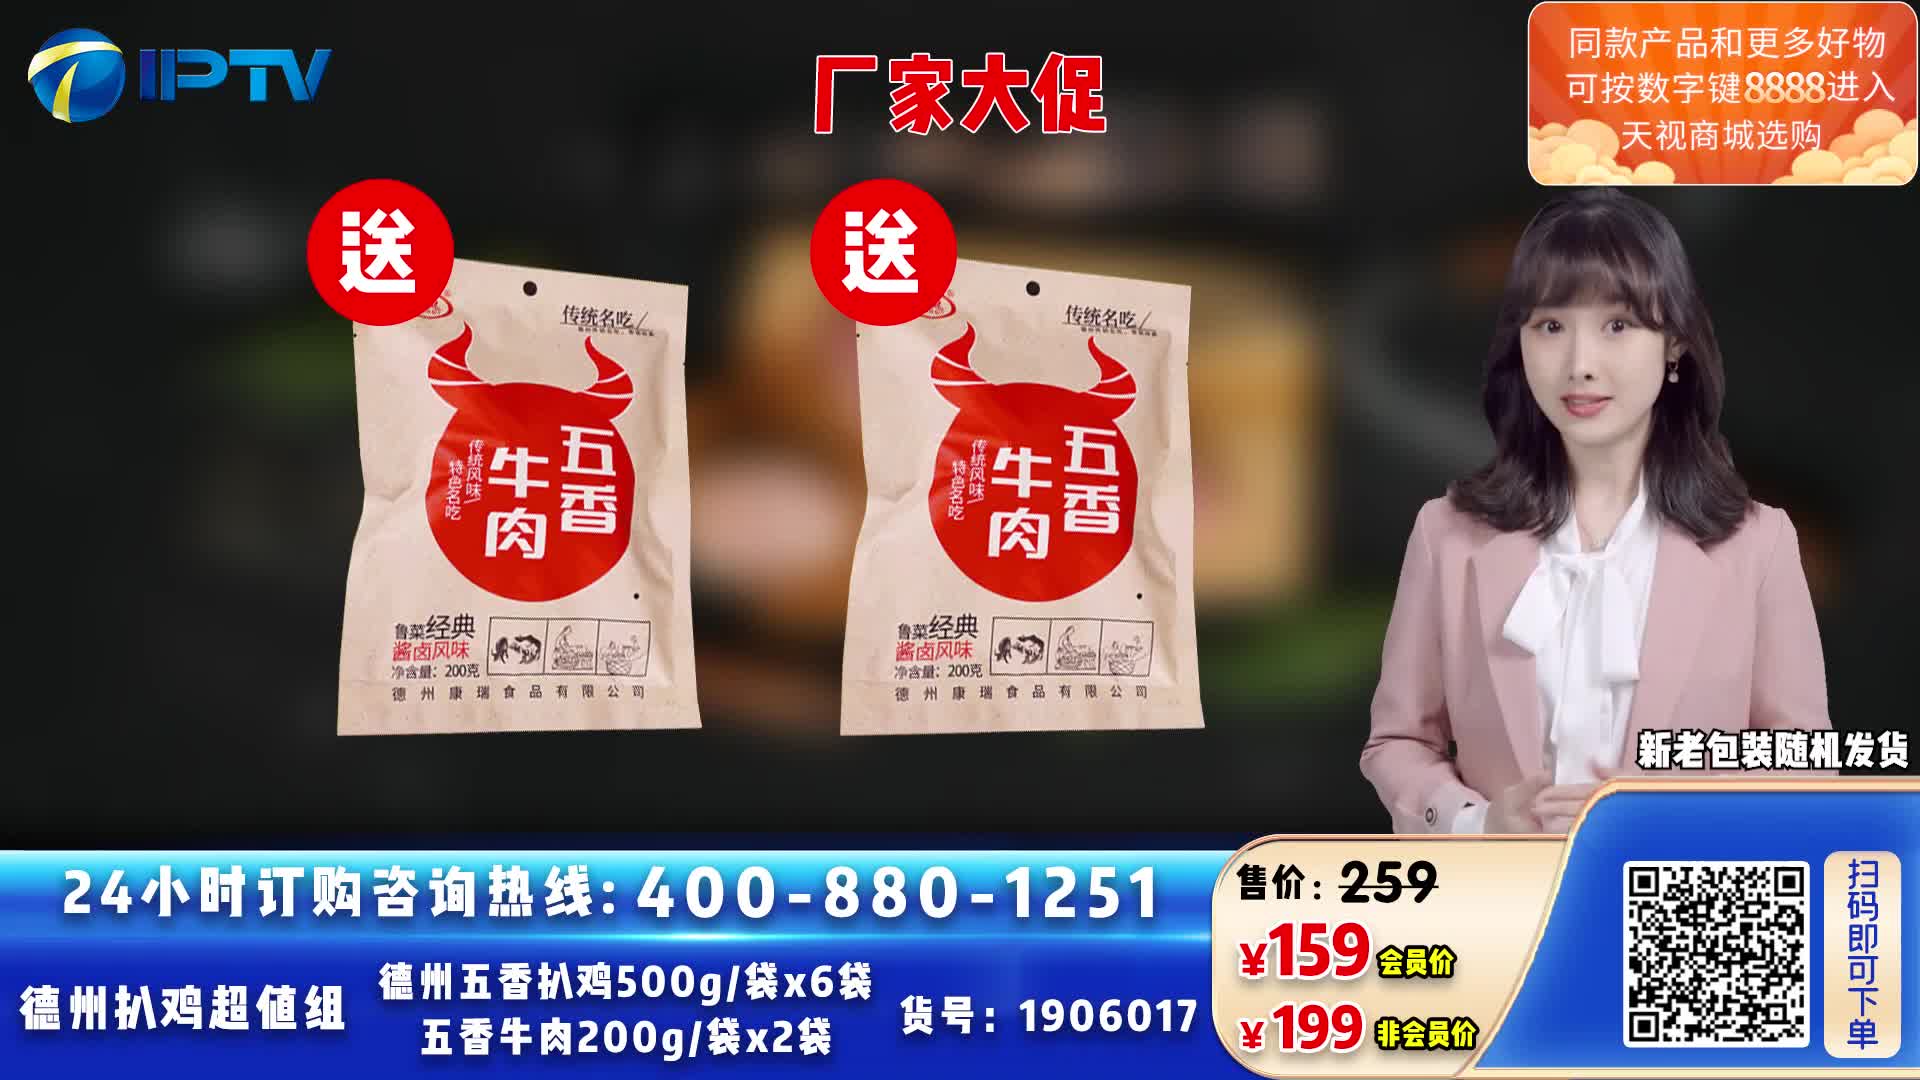 IPTV
厂家大促
同款产品和更多好物
可按数字键8888进入
天视商城选购
送
传统名吃
五香
牛肉
传统风味
特色名吃
鲁菜经典
酱卤风味
净含量：200克
德州康瑞食品有限公司
送
传统名吃
五香
牛肉
传统风味
特色名吃
鲁菜经典
酱卤风味
净含量：200克
德州康瑞食品有限公司
新老包装随机发货
24小时订购咨询热线：400-880-1251
德州扒鸡超值组
德州五香扒鸡500g/袋x6袋
五香牛肉200g/袋x2袋
货号：1906017
售价：259
¥159会员价
¥199非会员价
扫码即可下单